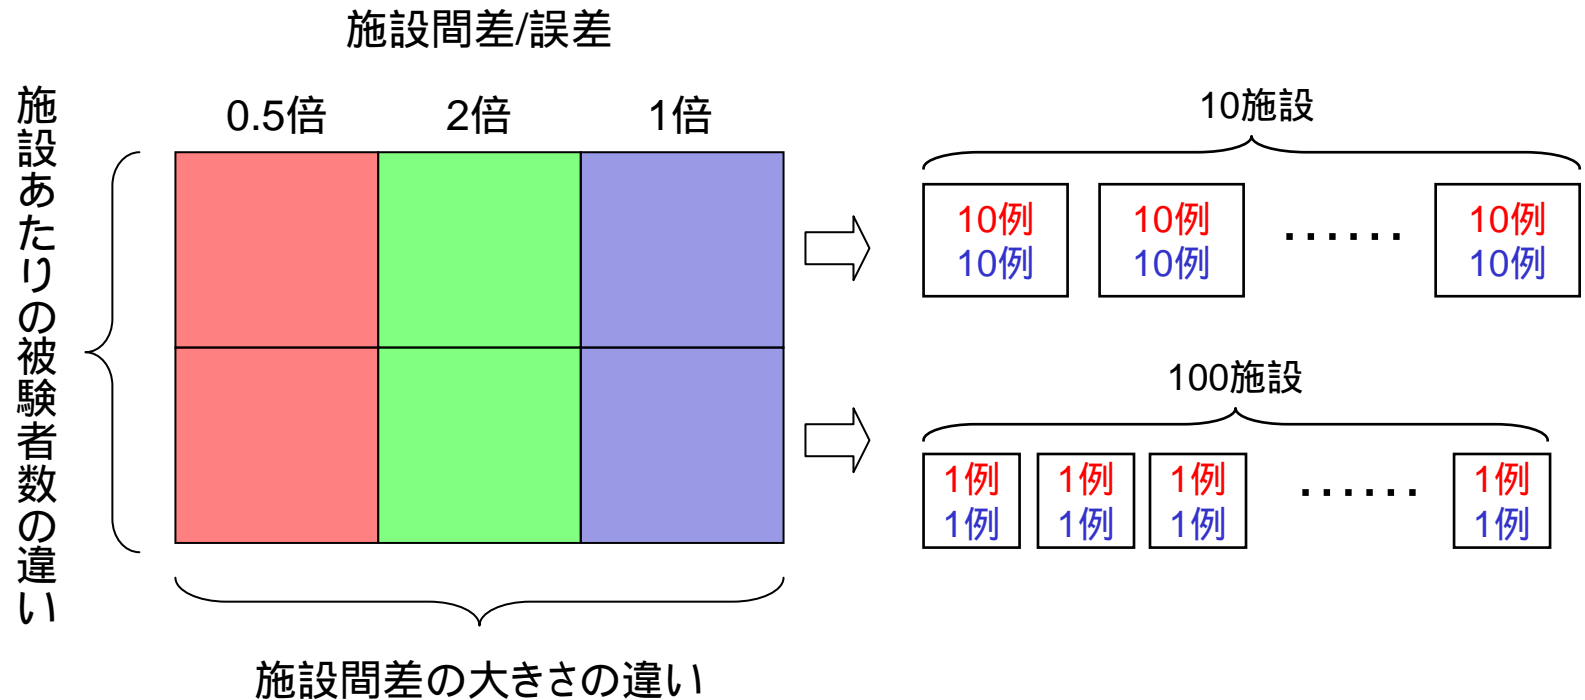 施設間差/誤差
0.5倍 2倍 1倍
施設あたりの被験者数の違い
施設間差の大きさの違い
10施設
10例 10例 ‥‥‥ 10例
10例 10例 10例
100施設
1例 1例 1例 ‥‥‥ 1例
1例 1例 1例 1例